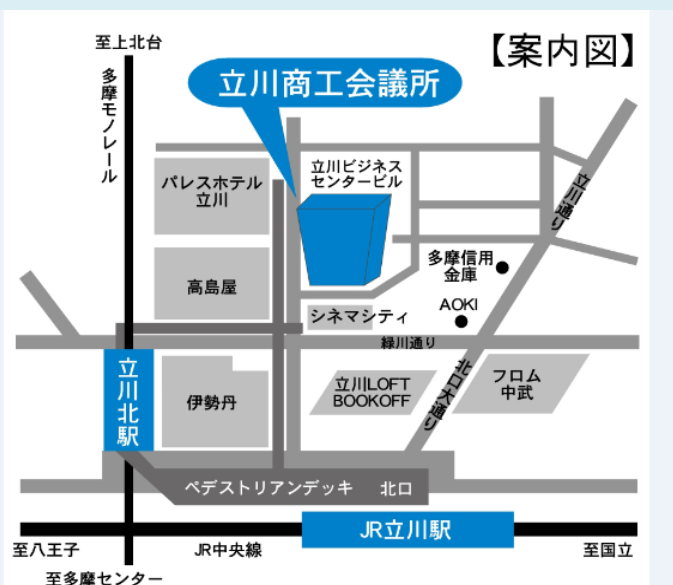 至上北台
【案内図】
多摩モノレール
立川商工会議所
パレスホテル
立川
立川ビジネス
センタービル
立川通り
多摩信用
金庫
高島屋
AOKI
シネマシティ
緑川通り
立川北駅
伊勢丹
立川LOFT
BOOKOFF
北口大通り
フロム
中武
ペデストリアンデッキ 北口
JR立川駅
至八王子
JR中央線
至国立
至多摩センター